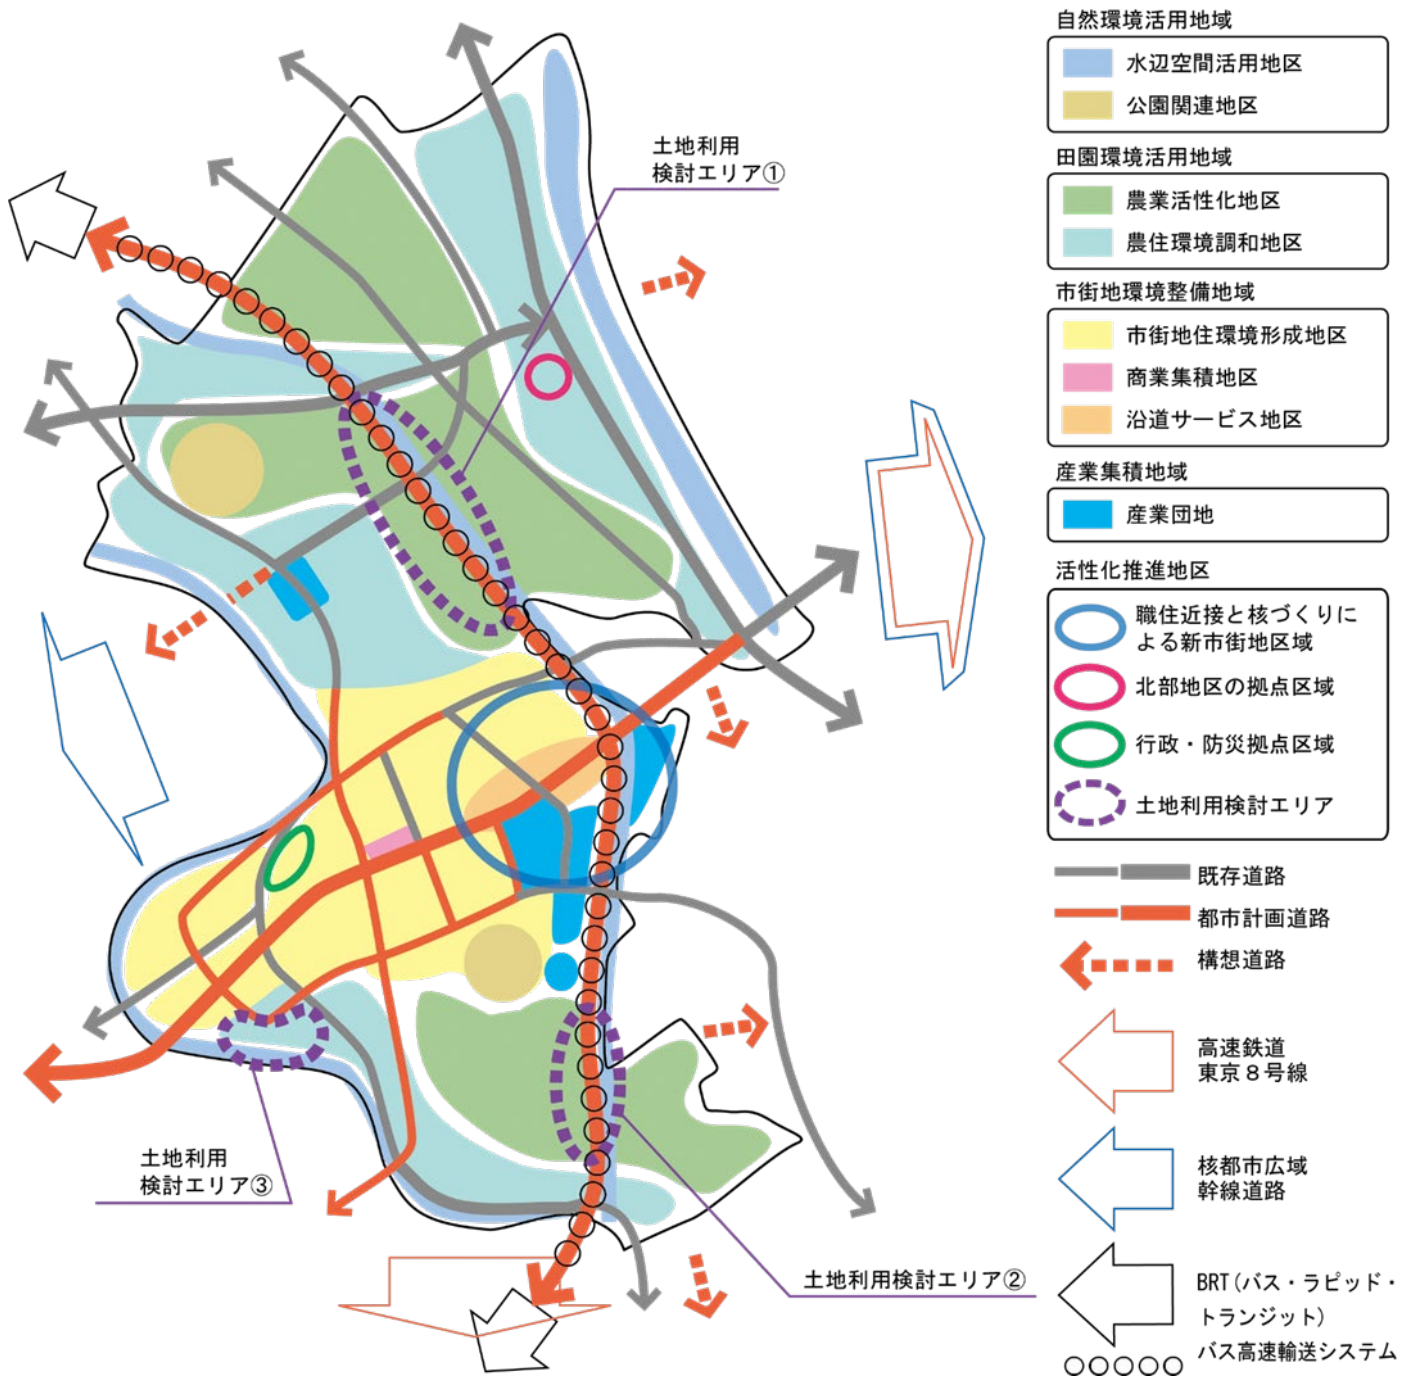 土地利用
検討エリア①
土地利用
検討エリア③
土地利用検討エリア②
自然環境活用地域
水辺空間活用地区
公園関連地区
田園環境活用地域
農業活性化地区
農住環境調和地区
市街地環境整備地域
市街地住環境形成地区
商業集積地区
沿道サービス地区
産業集積地域
産業団地
活性化推進地区
職住近接と核づくりに
よる新市街地区域
北部地区の拠点区域
行政・防災拠点区域
土地利用検討エリア
既存道路
都市計画道路
構想道路
高速鉄道
東京８号線
核都市広域
幹線道路
BRT（バス・ラピッド・
トランジット）
バス高速輸送システム